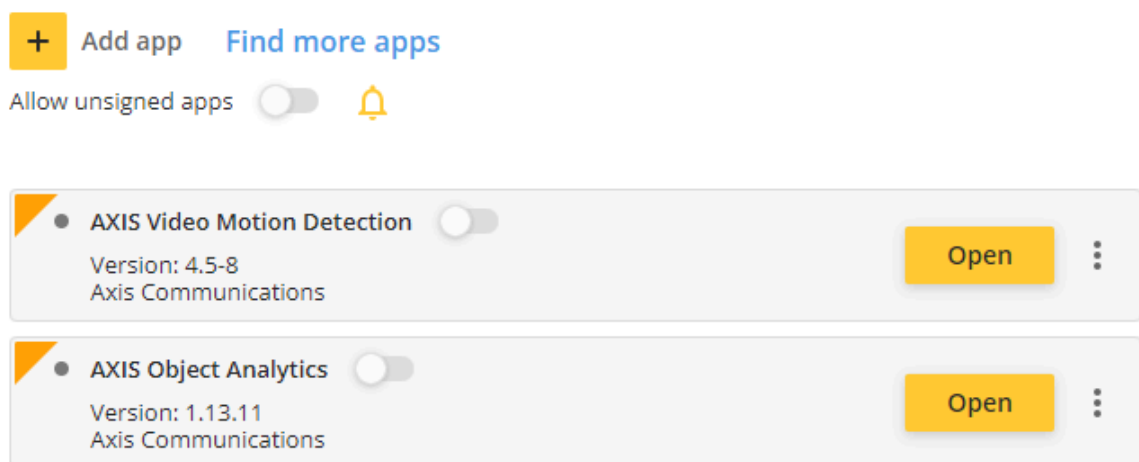 + Add app Find more apps
Allow unsigned apps
AXIS Video Motion Detection
Version: 4.5-8
Open
Axis Communications
AXIS Object Analytics
Version: 1.13.11
Open
Axis Communications